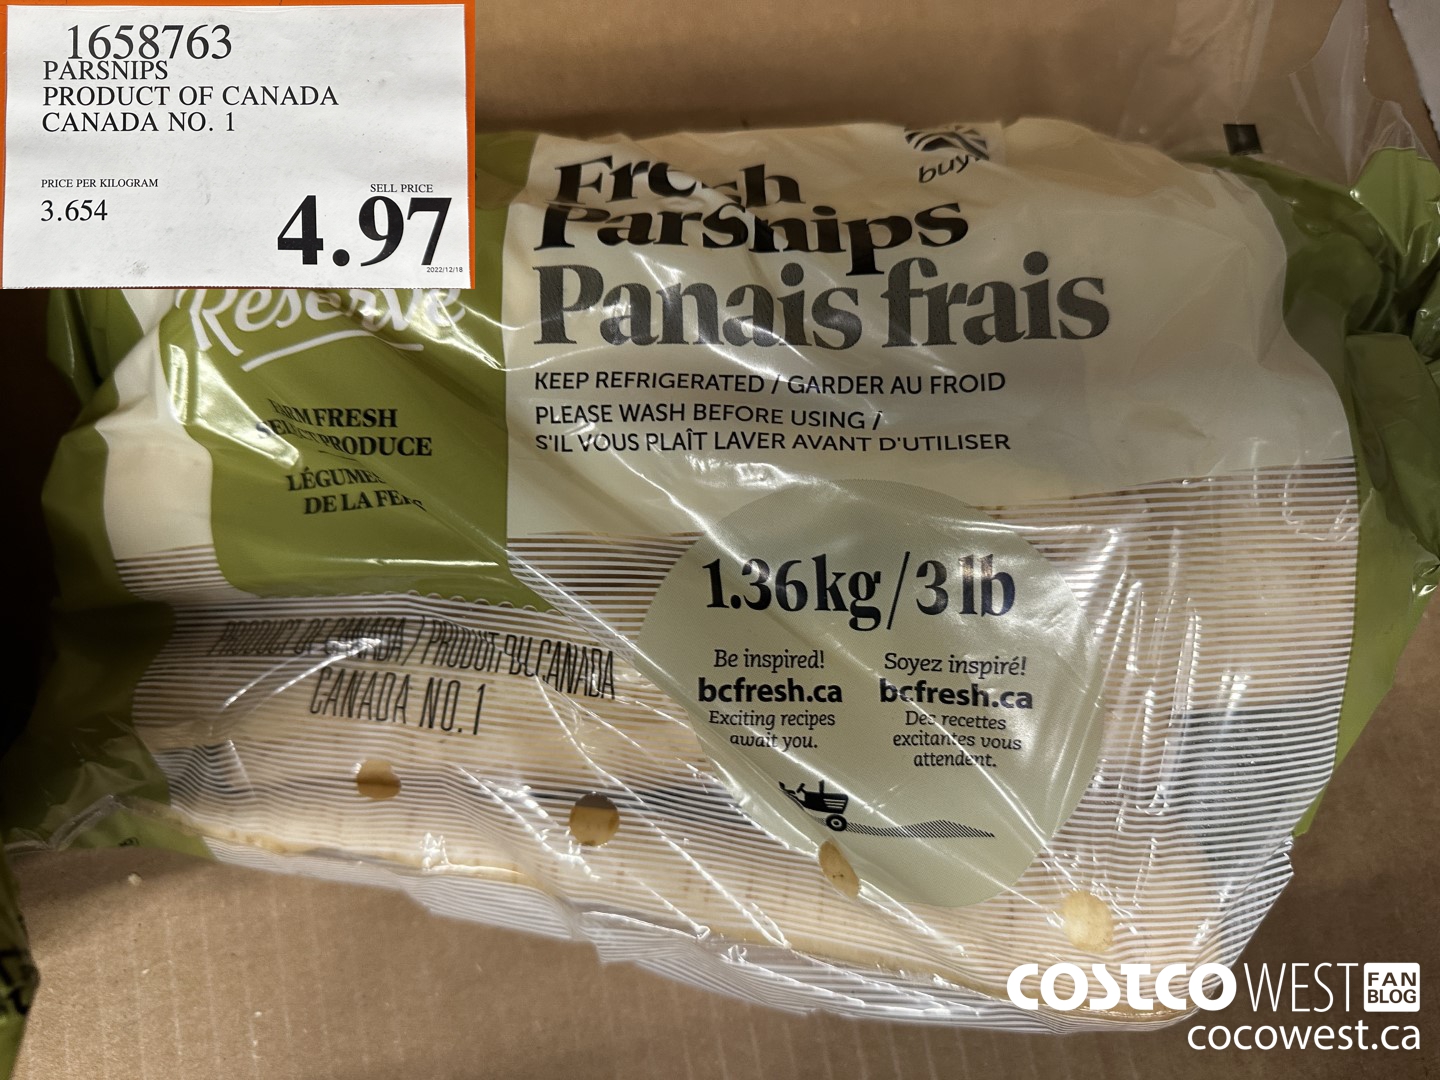 1658763
PARSNIPS
PRODUCT OF CANADA
CANADA NO. 1
PRICE PER KILOGRAM
3.654
SELL PRICE
4.97
2022/12/18
Reserve
FARM FRESH
SELECT PRODUCE
LÉGUMES
DE LA
Fresh
Parsnips
Panais frais
buy
KEEP REFRIGERATED / GARDER AU FROID
PLEASE WASH BEFORE USING /
S'IL VOUS PLAÎT LAVER AVANT D'UTILISER
1.36kg/3lb
Be inspired!
bcfresh.ca
Exciting recipes
await you.
Soyez inspiré!
bcfresh.ca
Des recettes
excitantes vous
attendent.
PRODUCT OF CANADA / PRODUIT DU CANADA
CANADA NO. 1
COSTCO WEST FAN BLOG
cocowest.ca